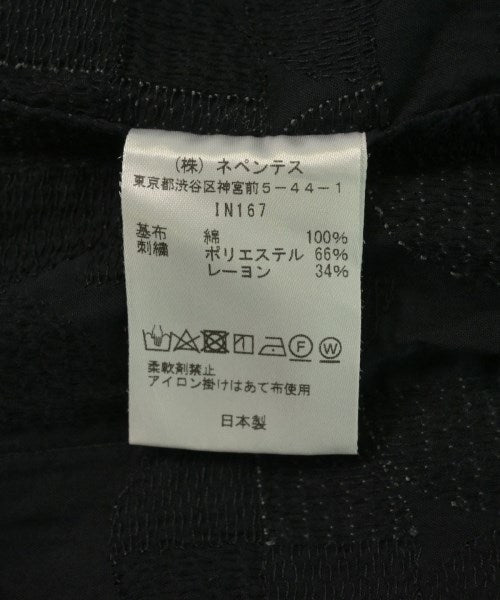 (株) ネペンテス
東京都渋谷区神宮前5-44-1
IN167
基布 綿 100%
刺繍 ポリエステル 66%
レーヨン 34%
F W
柔軟剤禁止
アイロン掛けはあて布使用
日本製